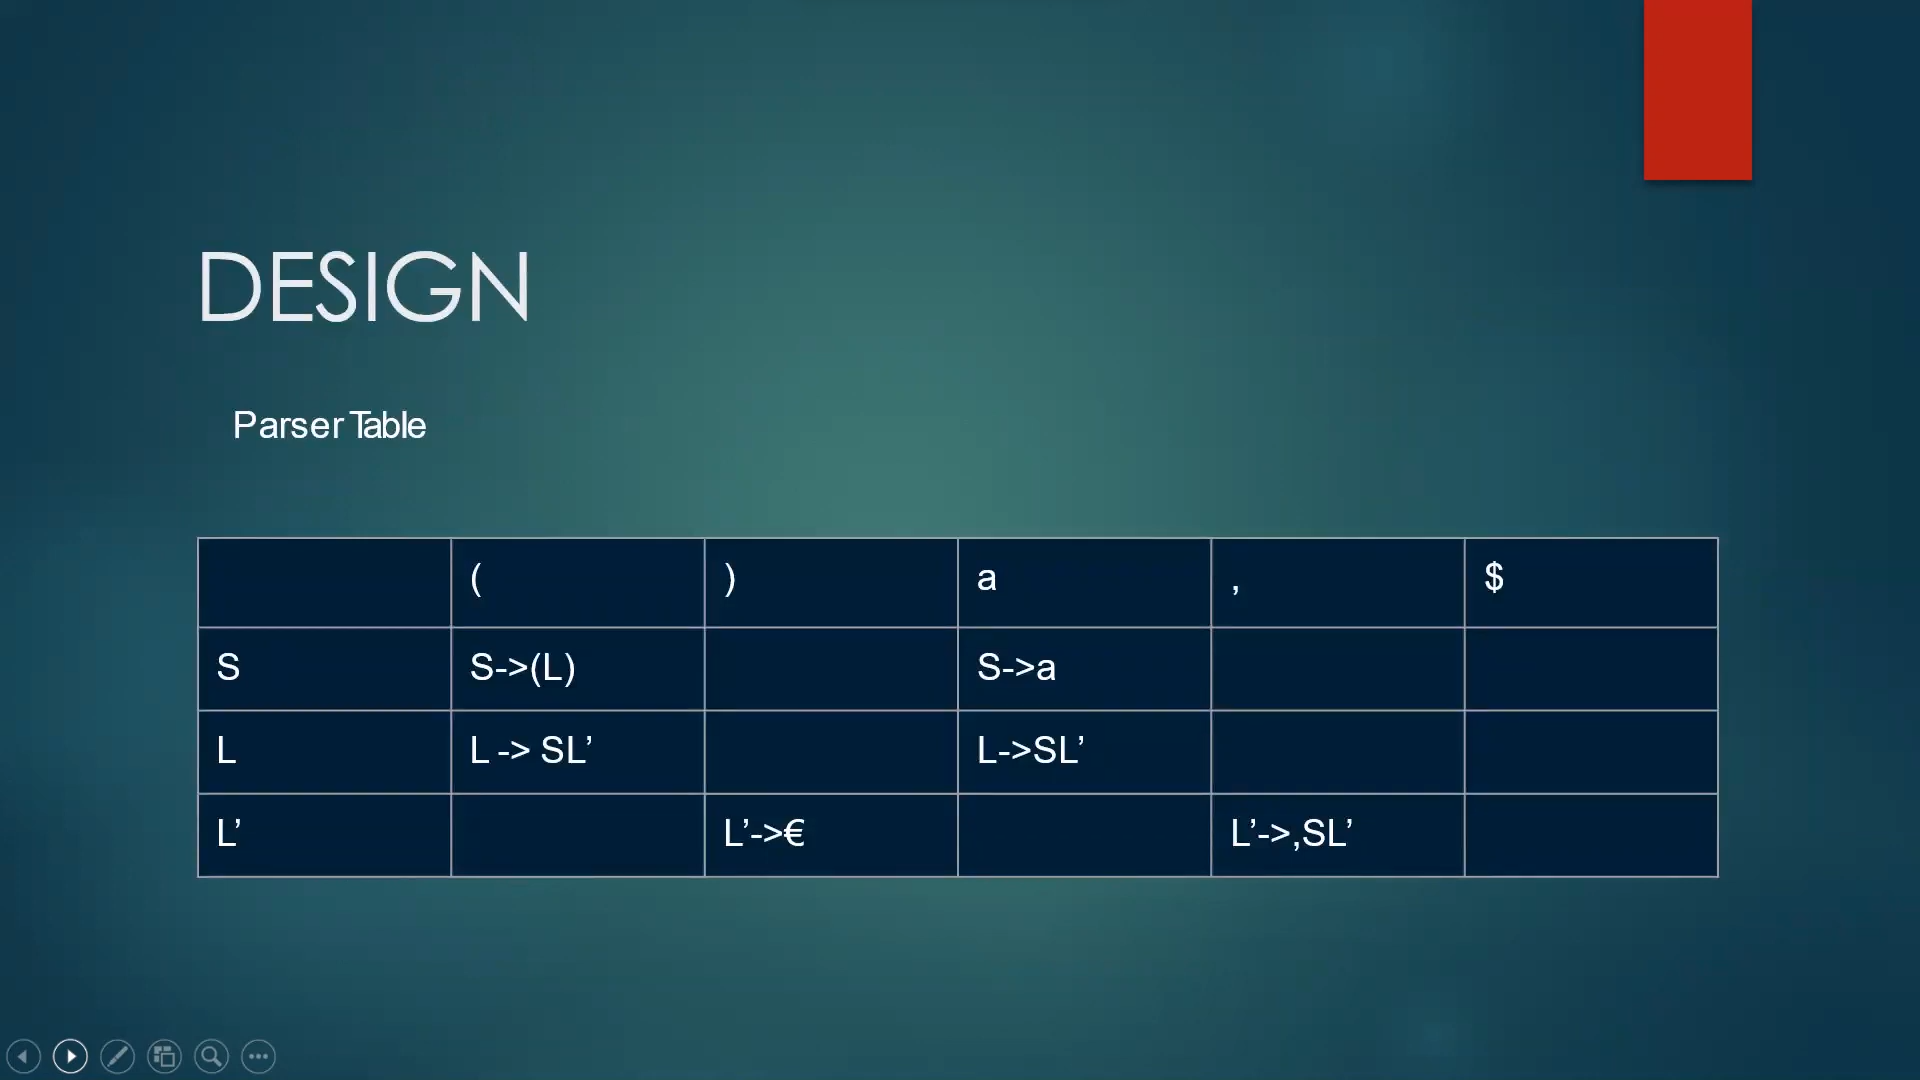 DESIGN
Parser Table
( ) a , $
S S->(L) S->a
L L -> SL’ L->SL’
L’ L’->€ L’->,SL’